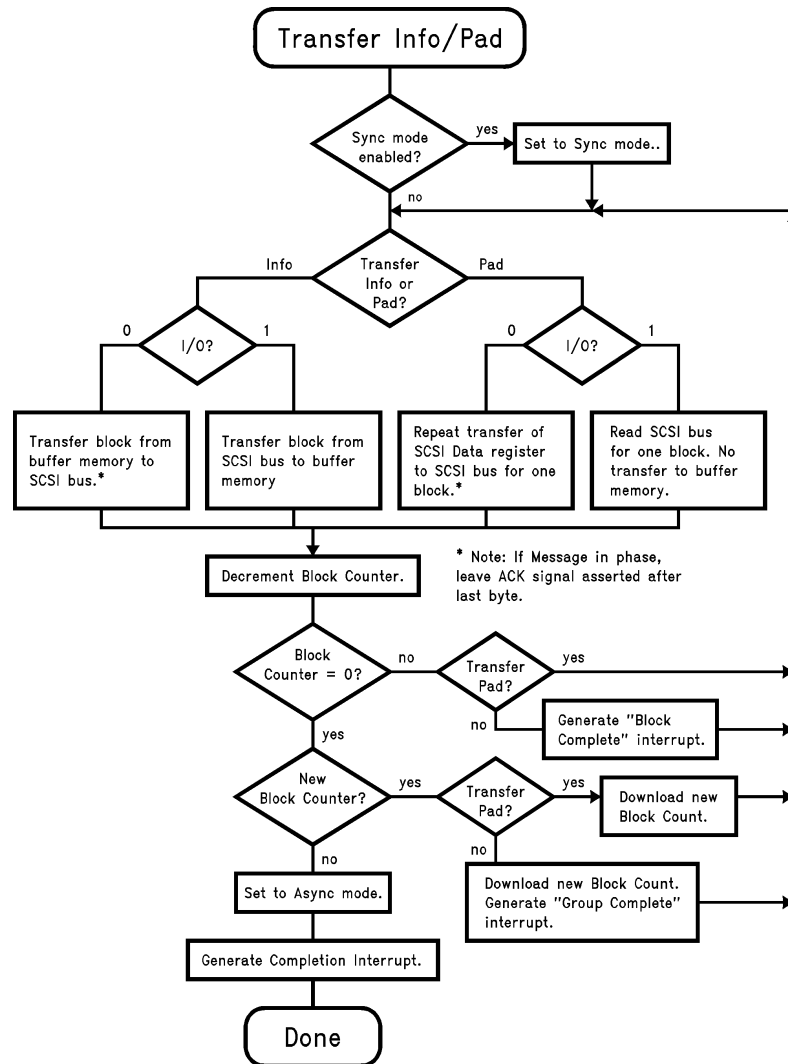 Transfer Info/Pad
Sync mode
enabled?
yes
Set to Sync mode..
no
Transfer
Info or
Pad?
Info
Pad
I/O?
0
1
I/O?
0
1
Transfer block from
buffer memory to
SCSI bus.*
Transfer block from
SCSI bus to buffer
memory
Repeat transfer of
SCSI Data register
to SCSI bus for one
block.*
Read SCSI bus
for one block. No
transfer to buffer
memory.
Decrement Block Counter.
* Note: If Message in phase,
leave ACK signal asserted after
last byte.
Block
Counter = 0?
no
Transfer
Pad?
yes
no
Generate "Block
Complete" interrupt.
yes
New
Block Counter?
yes
Transfer
Pad?
yes
Download new
Block Count.
no
Download new Block Count.
Generate "Group Complete"
interrupt.
no
Set to Async mode.
Generate Completion Interrupt.
Done